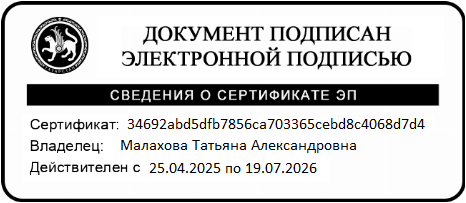 ДОКУМЕНТ ПОДПИСАН
ЭЛЕКТРОННОЙ ПОДПИСЬЮ
СВЕДЕНИЯ О СЕРТИФИКАТЕ ЭП
Сертификат: 34692abd5dfb7856ca703365cebd8c4068d7d4
Владелец: Малахова Татьяна Александровна
Действителен с 25.04.2025 по 19.07.2026